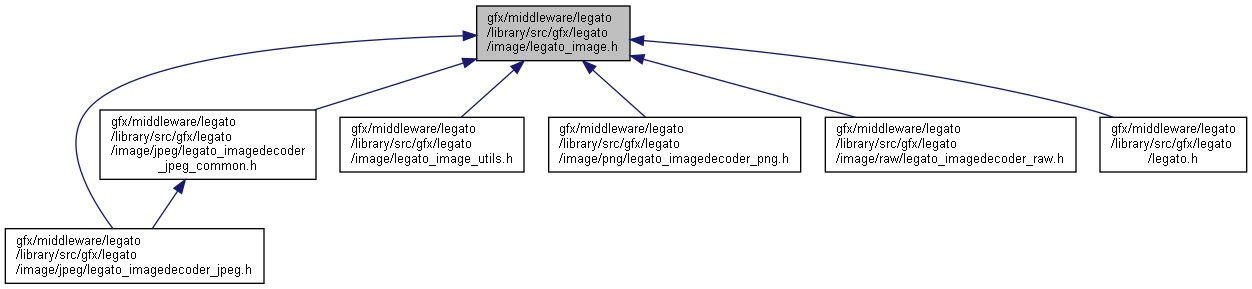 gfx/middleware/legato
/library/src/gfx/legato
/image/legato_image.h
gfx/middleware/legato
/library/src/gfx/legato
/image/jpeg/legato_imagedecoder
_jpeg_common.h
gfx/middleware/legato
/library/src/gfx/legato
/image/legato_image_utils.h
gfx/middleware/legato
/library/src/gfx/legato
/image/png/legato_imagedecoder_png.h
gfx/middleware/legato
/library/src/gfx/legato
/image/raw/legato_imagedecoder_raw.h
gfx/middleware/legato
/library/src/gfx/legato
/legato.h
gfx/middleware/legato
/library/src/gfx/legato
/image/jpeg/legato_imagedecoder_jpeg.h